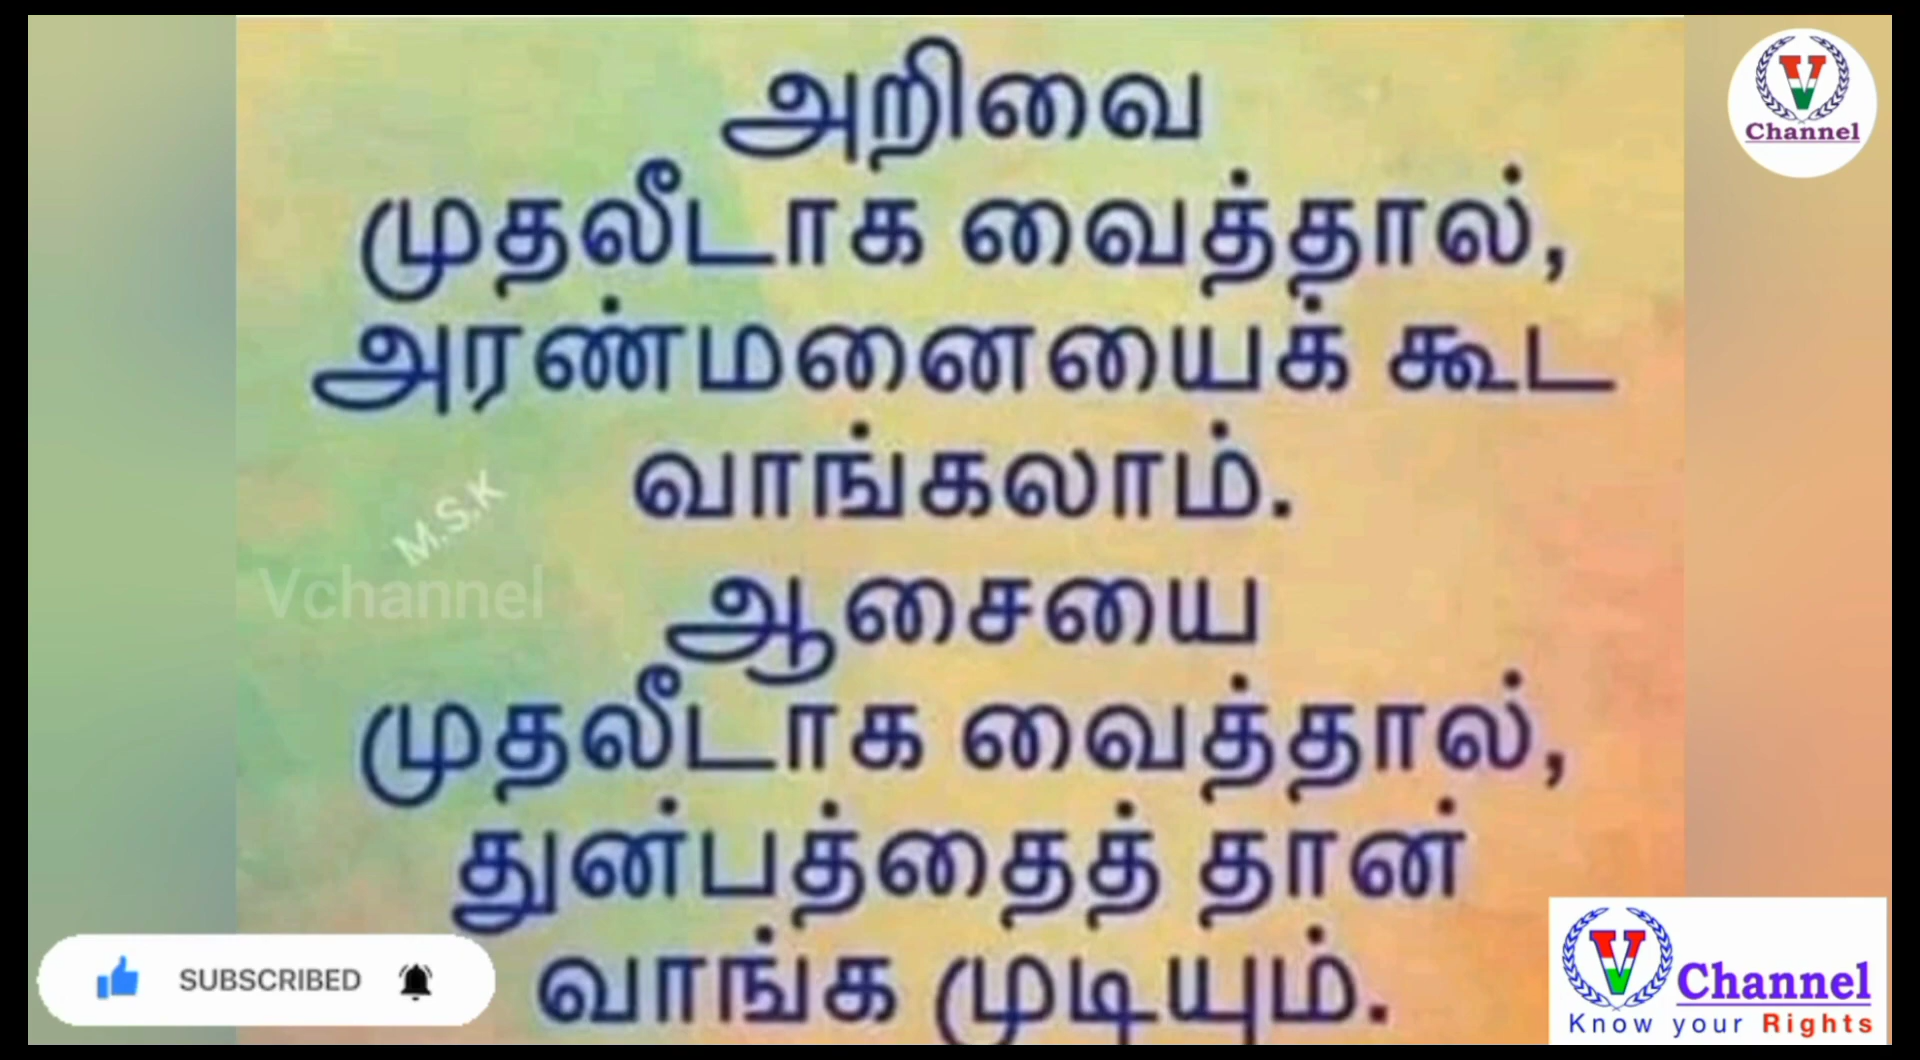 அறிவை
முதலீடாக வைத்தால்,
அரண்மனையைக் கூட
வாங்கலாம்.
ஆசையை
முதலீடாக வைத்தால்,
துன்பத்தைத் தான்
வாங்க முடியும்.
M.S.K
Vchannel
V
Channel
SUBSCRIBED
V Channel
Know your Rights